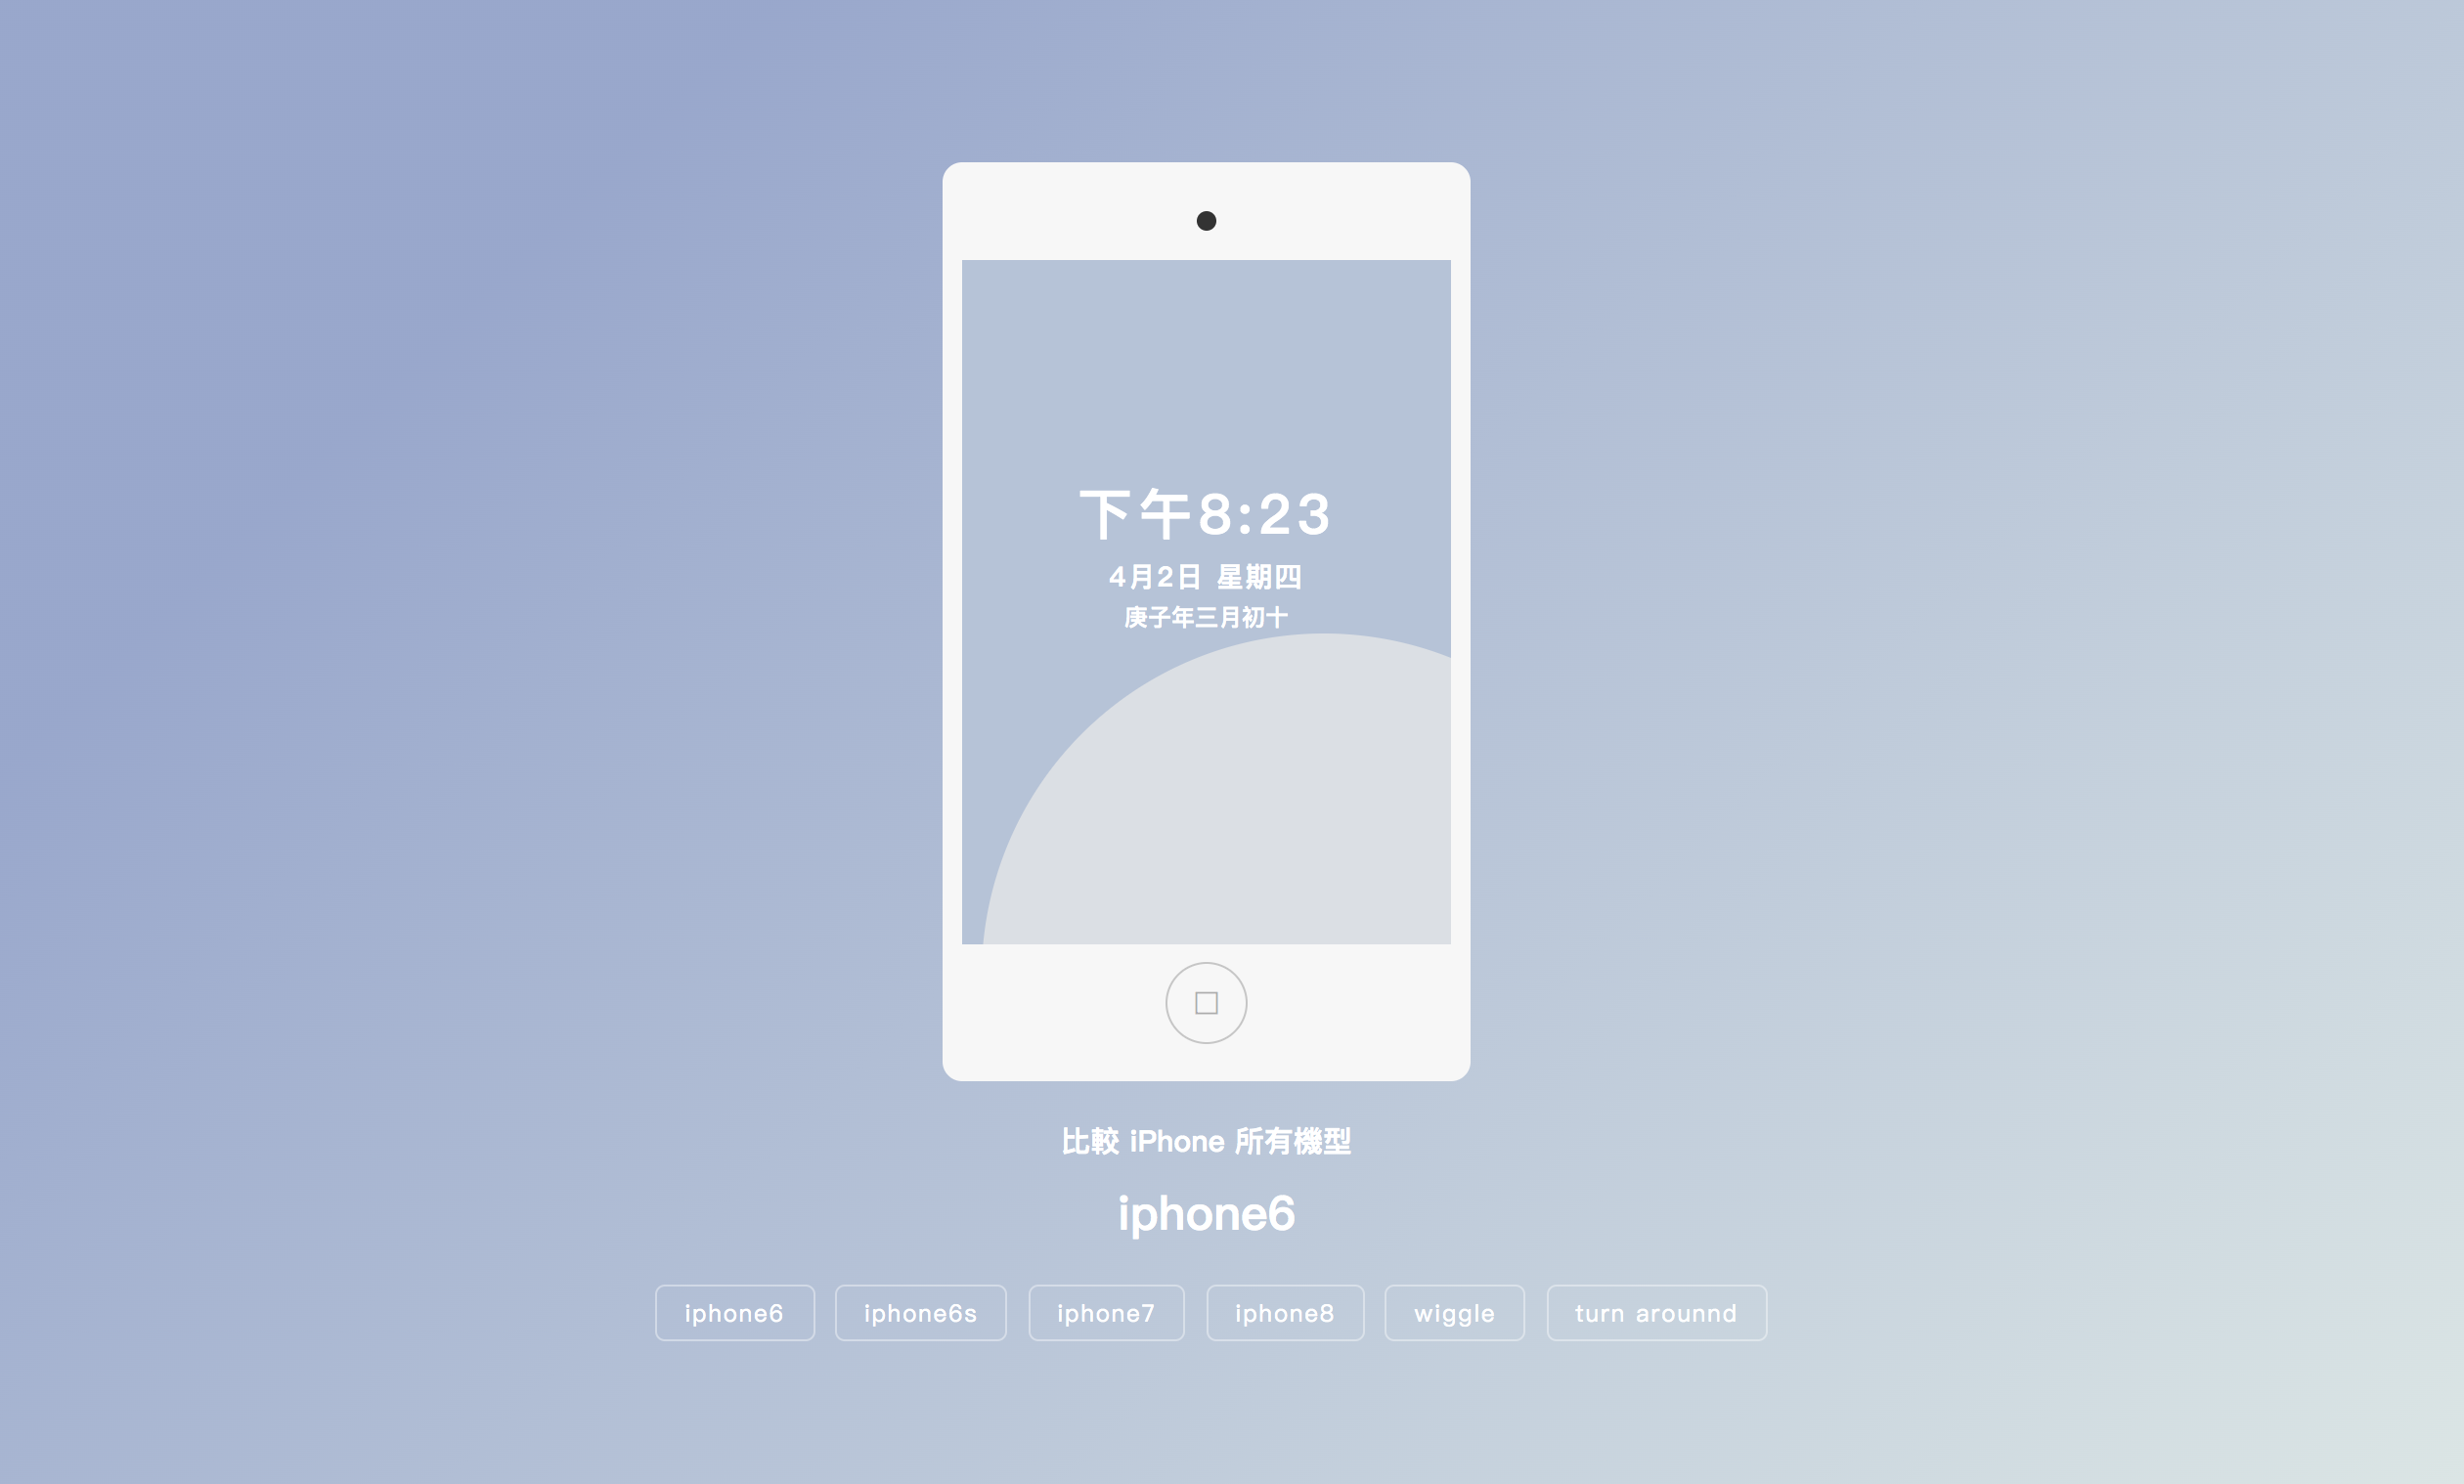 下午8:23
4月2日 星期四
庚子年三月初十
比較 iPhone 所有機型
iphone6
iphone6
iphone6s
iphone7
iphone8
wiggle
turn arounnd